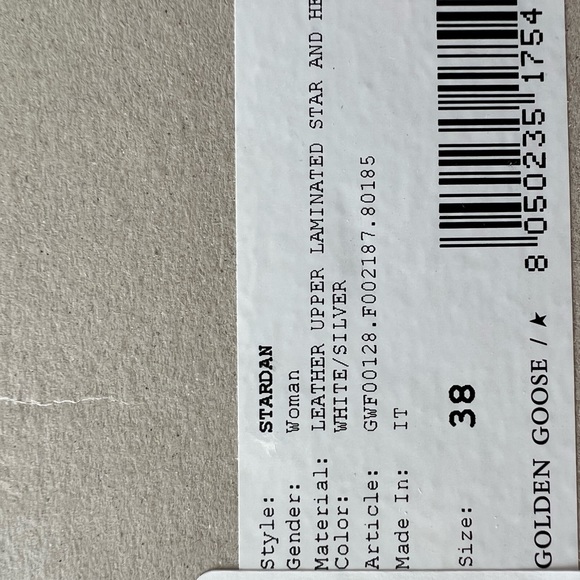 Style: STARDAN
Gender: Woman
Material: LEATHER UPPER LAMINATED STAR AND
Color: WHITE/SILVER
Article: GWF00128.F002187.80185
Made In: IT
Size: 38
8 050235 1754
GOLDEN GOOSE /★